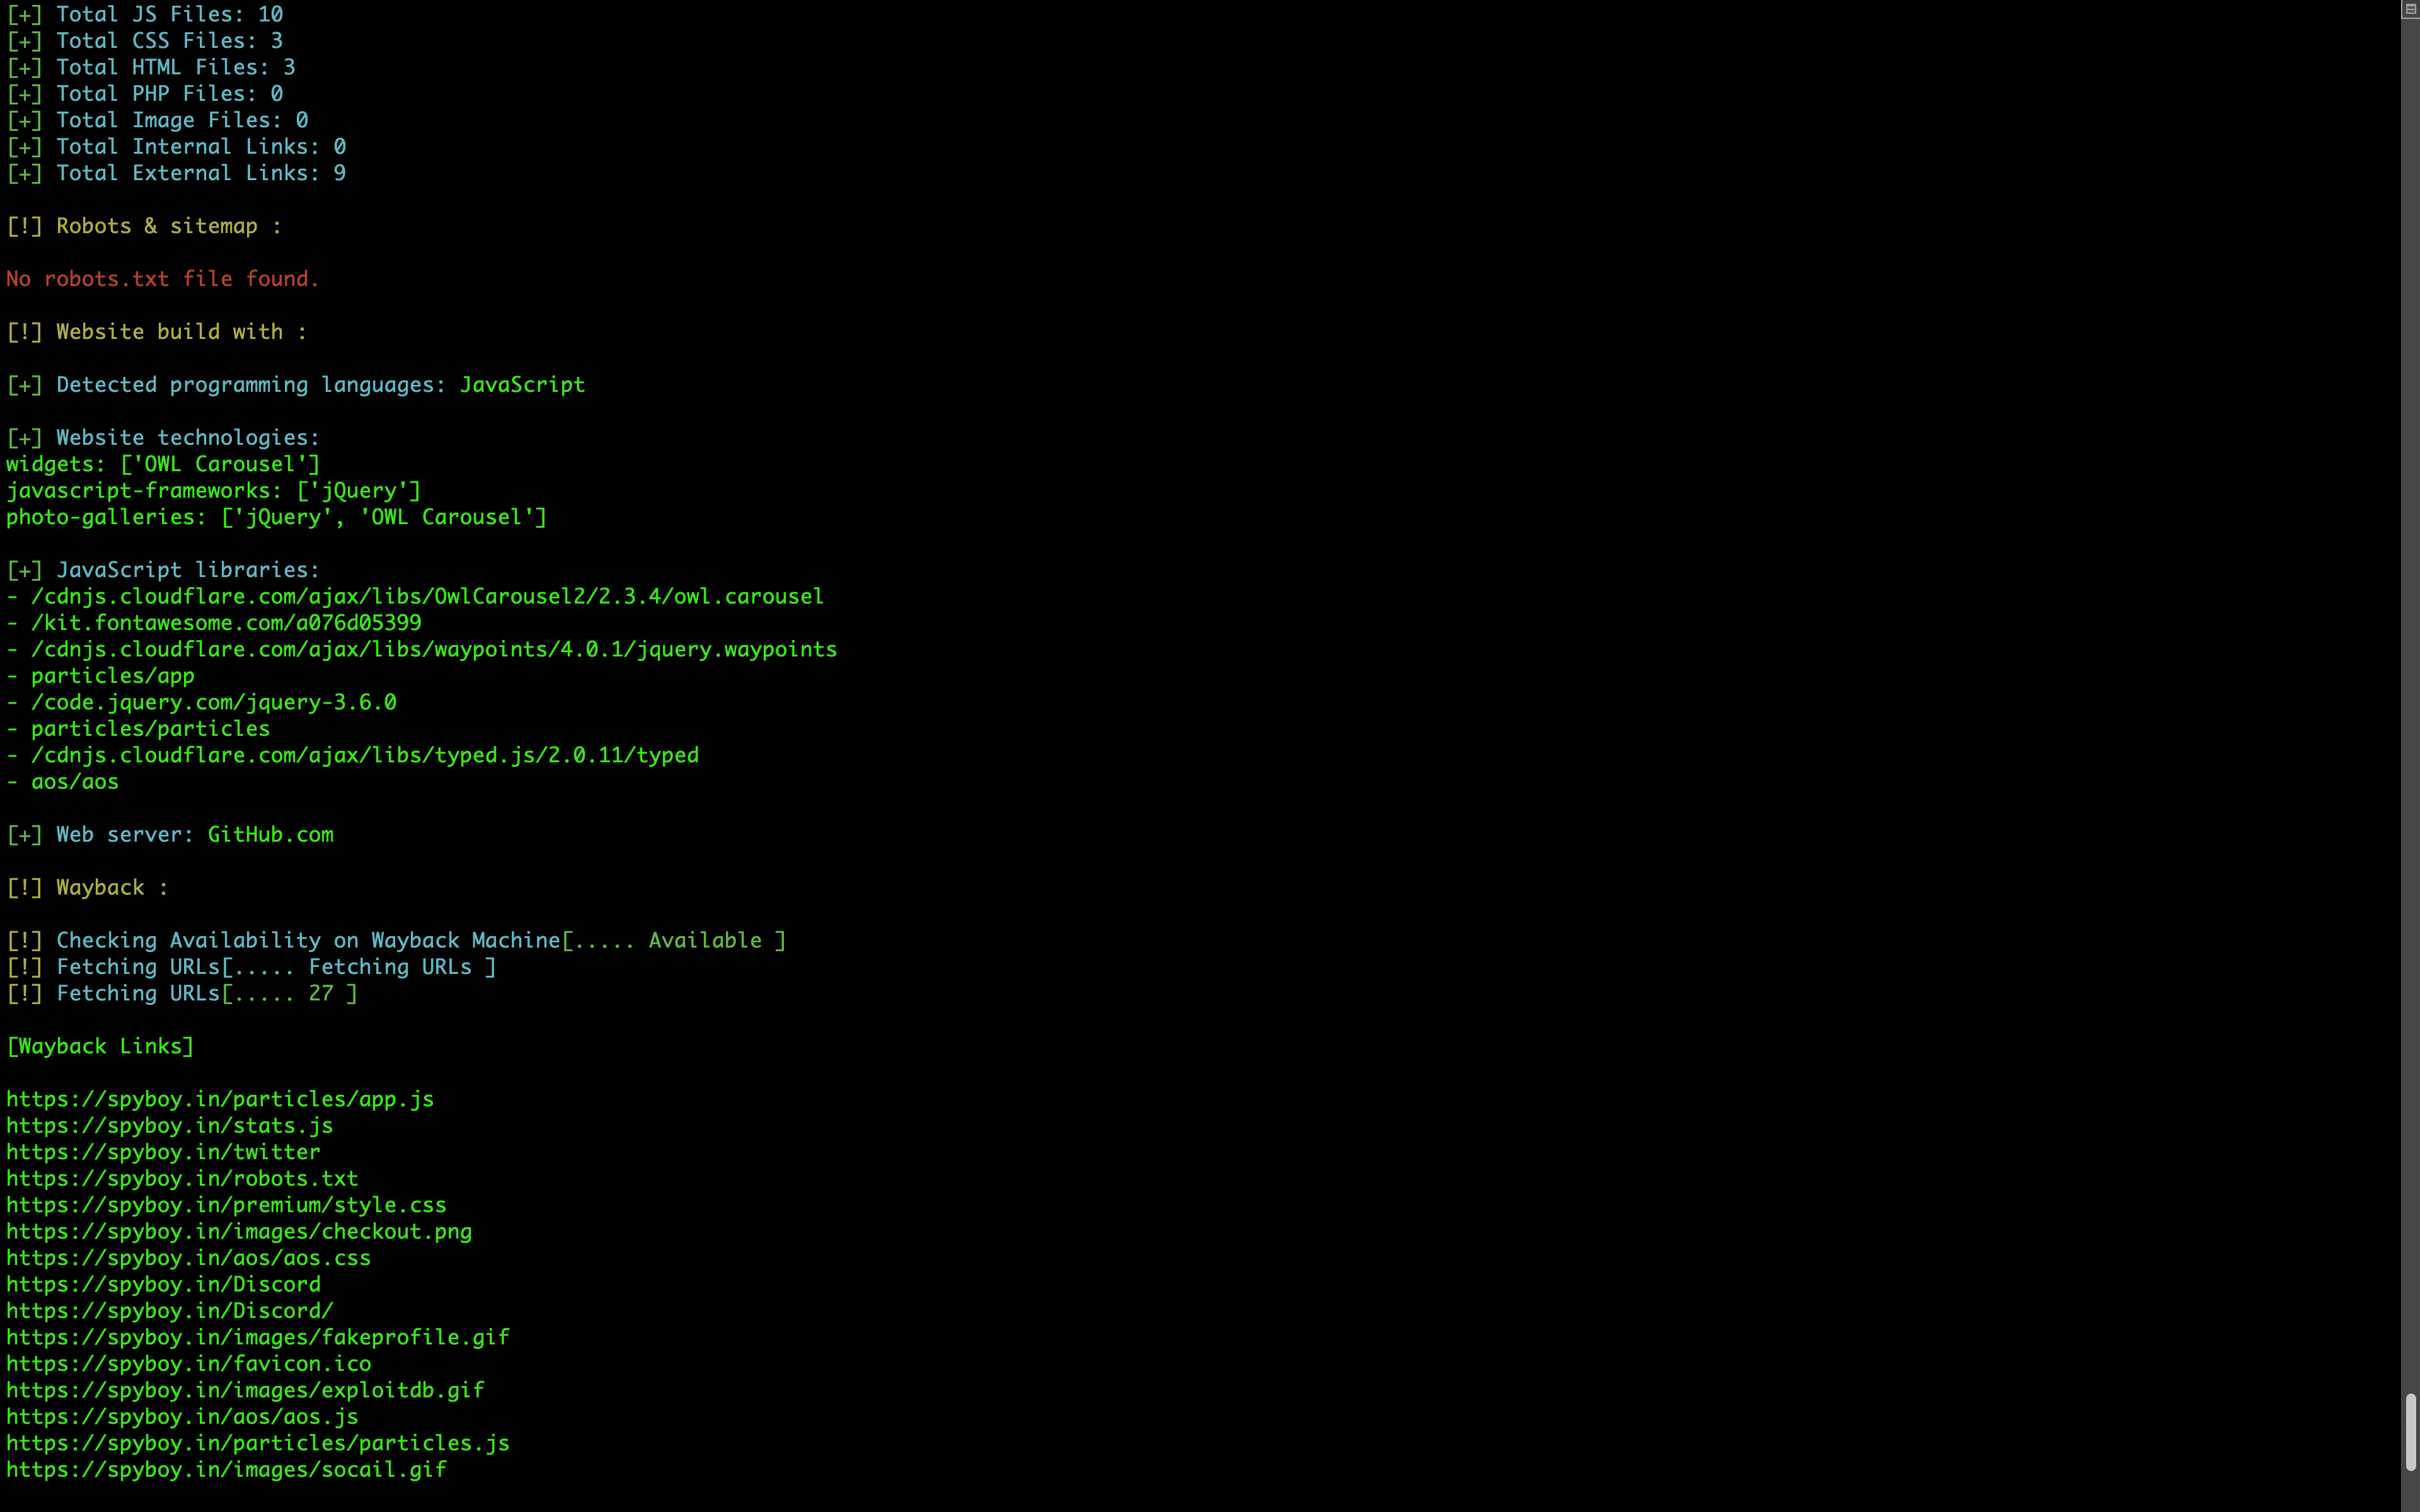 [+] Total JS Files: 10
[+] Total CSS Files: 3
[+] Total HTML Files: 3
[+] Total PHP Files: 0
[+] Total Image Files: 0
[+] Total Internal Links: 0
[+] Total External Links: 9
[!] Robots & sitemap :
No robots.txt file found.
[!] Website build with :
[+] Detected programming languages: JavaScript
[+] Website technologies:
widgets: ['OWL Carousel']
javascript-frameworks: ['jQuery']
photo-galleries: ['jQuery', 'OWL Carousel']
[+] JavaScript libraries:
- /cdnjs.cloudflare.com/ajax/libs/OwlCarousel2/2.3.4/owl.carousel
- /kit.fontawesome.com/a076d05399
- /cdnjs.cloudflare.com/ajax/libs/waypoints/4.0.1/jquery.waypoints
- particles/app
- /code.jquery.com/jquery-3.6.0
- particles/particles
- /cdnjs.cloudflare.com/ajax/libs/typed.js/2.0.11/typed
- aos/aos
[+] Web server: GitHub.com
[!] Wayback :
[!] Checking Availability on Wayback Machine[..... Available ]
[!] Fetching URLs[..... Fetching URLs ]
[!] Fetching URLs[..... 27 ]
[Wayback Links]
https://spyboy.in/particles/app.js
https://spyboy.in/stats.js
https://spyboy.in/twitter
https://spyboy.in/robots.txt
https://spyboy.in/premium/style.css
https://spyboy.in/images/checkout.png
https://spyboy.in/aos/aos.css
https://spyboy.in/Discord
https://spyboy.in/Discord/
https://spyboy.in/images/fakeprofile.gif
https://spyboy.in/favicon.ico
https://spyboy.in/images/exploitdb.gif
https://spyboy.in/aos/aos.js
https://spyboy.in/particles/particles.js
https://spyboy.in/images/socail.gif